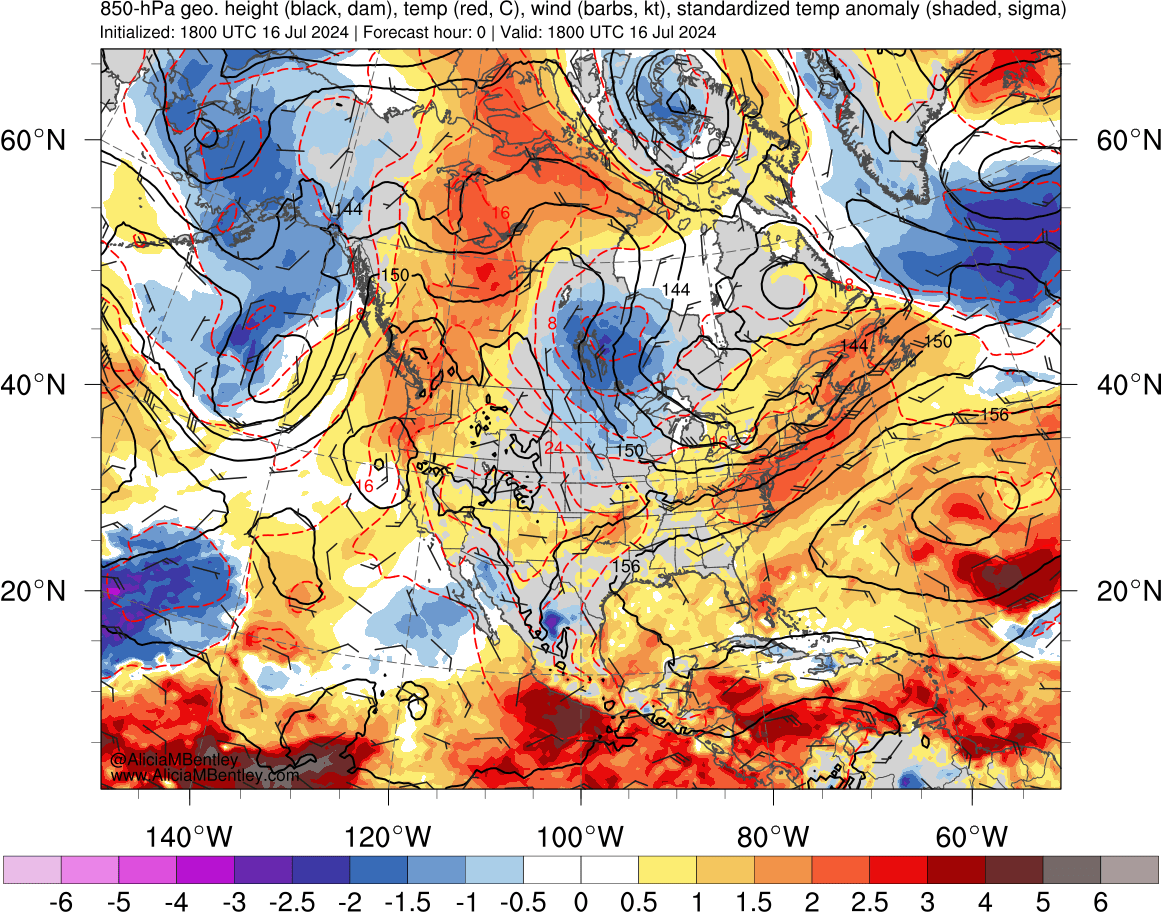 850-hPa geo. height (black, dam), temp (red, C), wind (barbs, kt), standardized temp anomaly (shaded, sigma)
Initialized: 1800 UTC 16 Jul 2024 | Forecast hour: 0 | Valid: 1800 UTC 16 Jul 2024
60°N 60°N
144
16
150
144
8
8
8
150
144
40°N 40°N
156
16
24
150
16
156
20°N 20°N
@AliciaMBentley
www.AliciaMBentley.com
140°W 120°W 100°W 80°W 60°W
-6 -5 -4 -3 -2.5 -2 -1.5 -1 -0.5 0 0.5 1 1.5 2 2.5 3 4 5 6